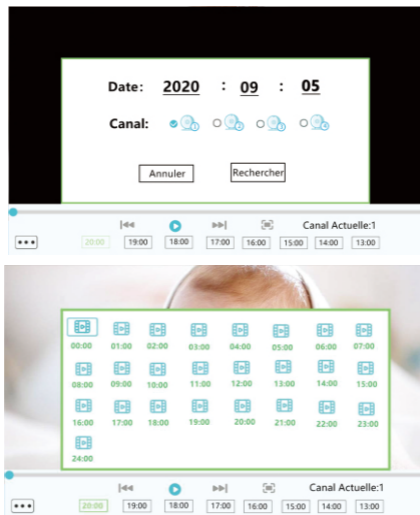 Date: 2020 : 09 : 05
Canal: 1 2 3 4
Annuler Rechercher
Canal Actuelle:1
20:00 19:00 18:00 17:00 16:00 15:00 14:00 13:00
00:00 01:00 02:00 03:00 04:00 05:00 06:00 07:00
08:00 09:00 10:00 11:00 12:00 13:00 14:00 15:00
16:00 17:00 18:00 19:00 20:00 21:00 22:00 23:00
24:00
Canal Actuelle:1
20:00 19:00 18:00 17:00 16:00 15:00 14:00 13:00